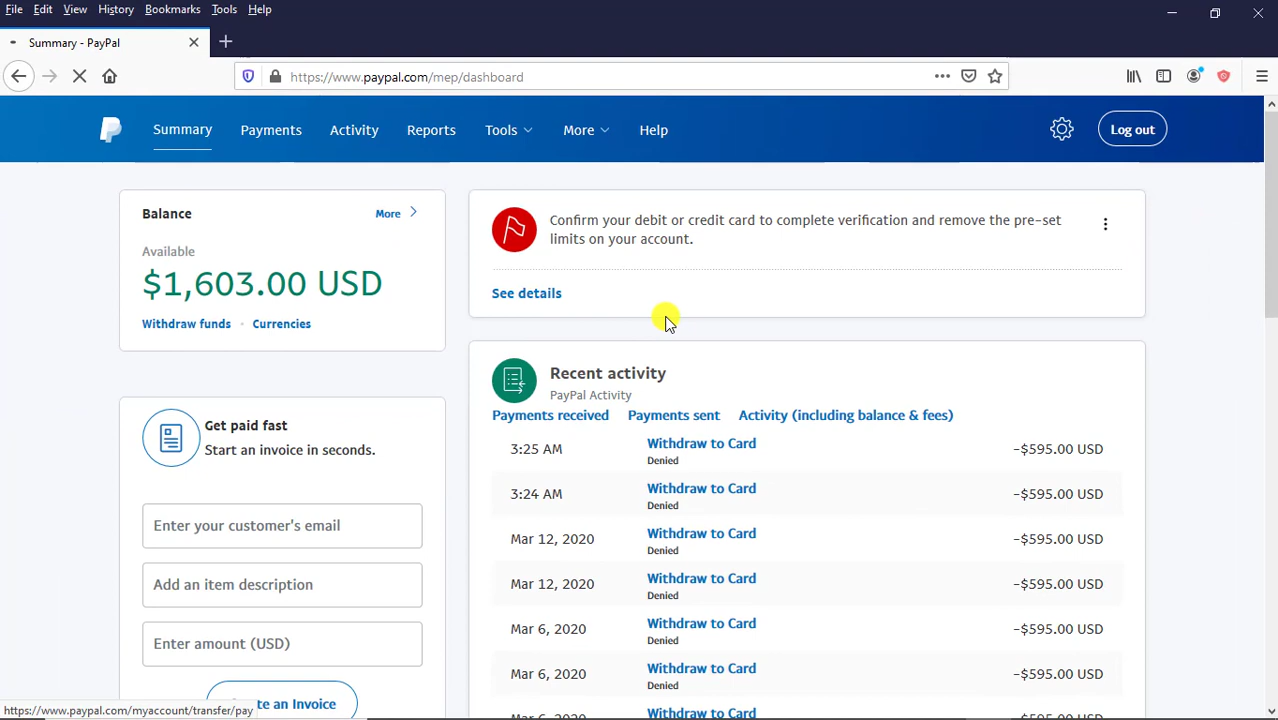 File Edit View History Bookmarks Tools Help
Summary - PayPal
https://www.paypal.com/mep/dashboard
Summary Payments Activity Reports Tools More Help Log out
Balance More
Available
$1,603.00 USD
Withdraw funds Currencies
Confirm your debit or credit card to complete verification and remove the pre-set
limits on your account.
See details
Get paid fast
Start an invoice in seconds.
Enter your customer's email
Add an item description
Enter amount (USD)
te an Invoice
Recent activity
PayPal Activity
Payments received Payments sent Activity (including balance & fees)
3:25 AM Withdraw to Card -$595.00 USD
Denied
3:24 AM Withdraw to Card -$595.00 USD
Denied
Mar 12, 2020 Withdraw to Card -$595.00 USD
Denied
Mar 12, 2020 Withdraw to Card -$595.00 USD
Denied
Mar 6, 2020 Withdraw to Card -$595.00 USD
Denied
Mar 6, 2020 Withdraw to Card -$595.00 USD
Denied
Mar 6, 2020 Withdraw to Card -$595.00 USD
https://www.paypal.com/myaccount/transfer/pay